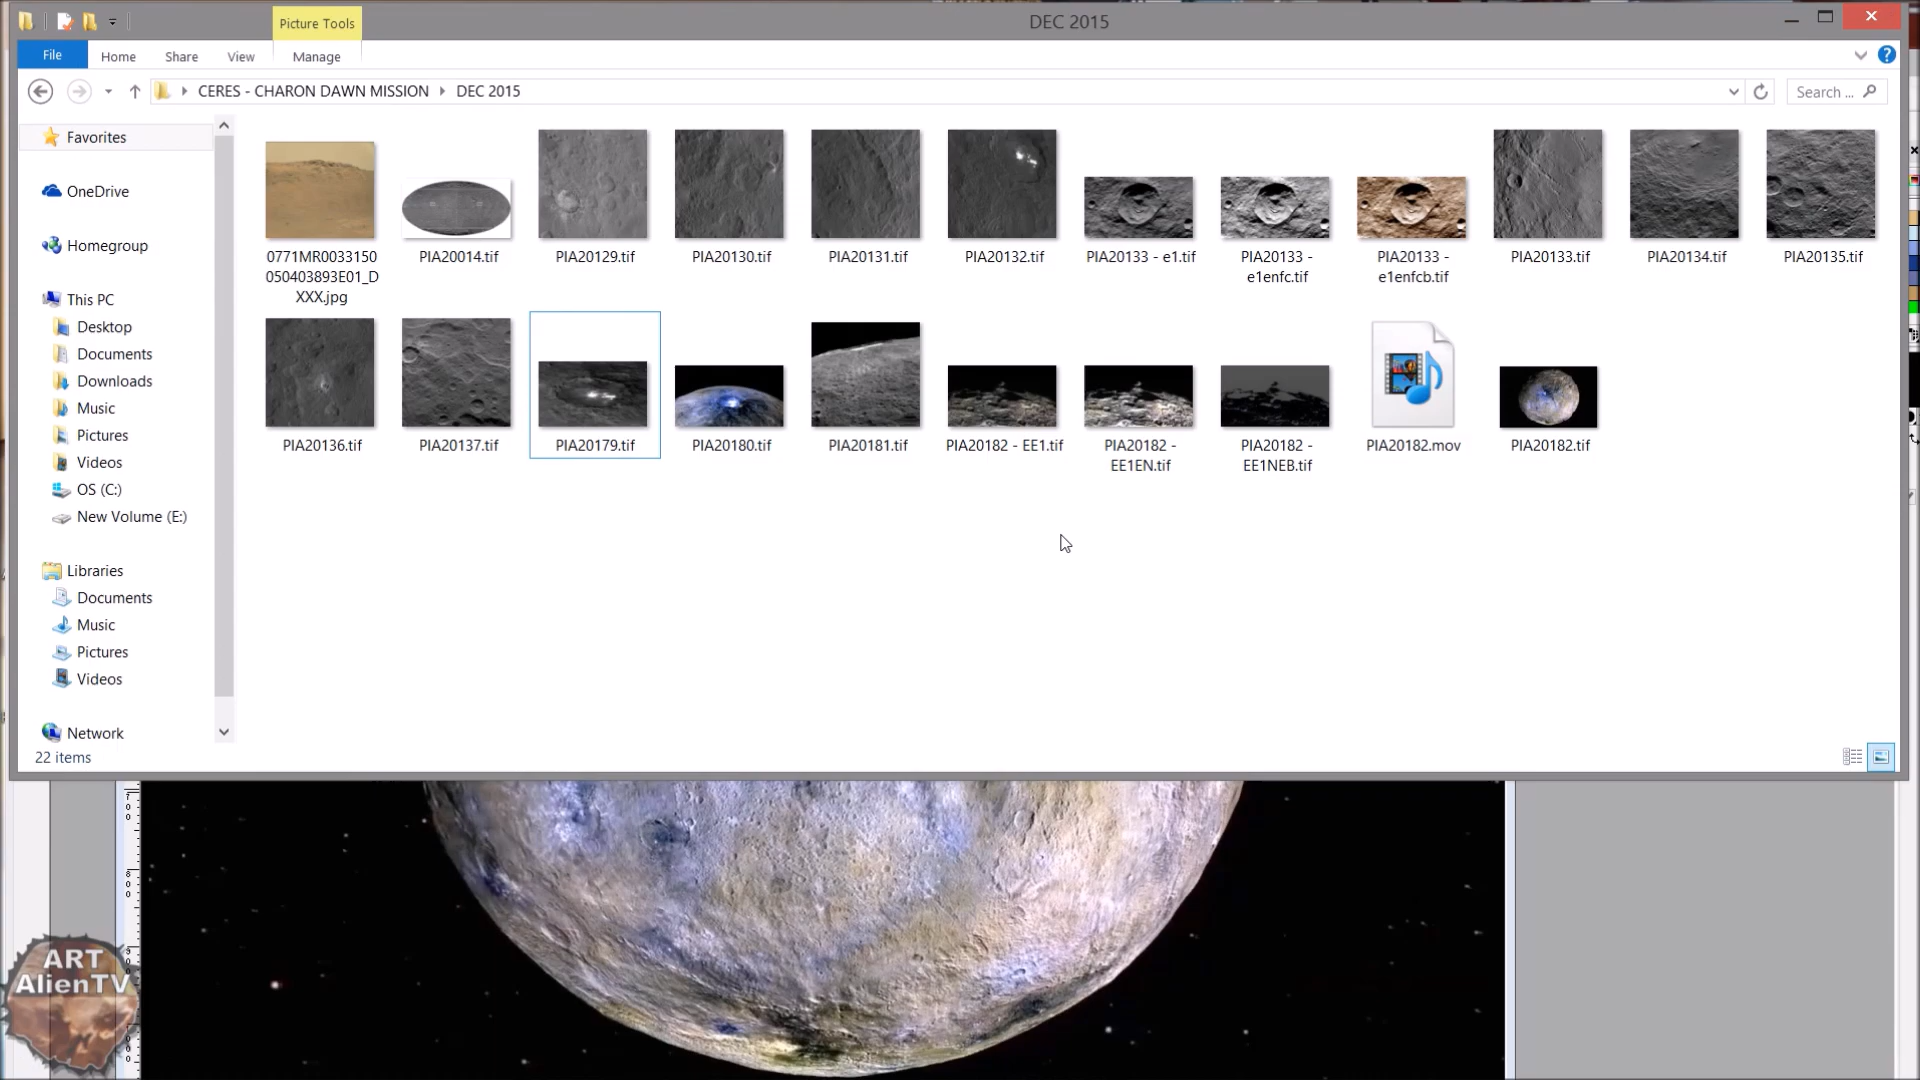 Picture Tools
DEC 2015
File
Home
Share
View
Manage
CERES - CHARON DAWN MISSION
DEC 2015
Search ...
Favorites
OneDrive
Homegroup
This PC
Desktop
Documents
Downloads
Music
Pictures
Videos
OS (C:)
New Volume (E:)
Libraries
Documents
Music
Pictures
Videos
Network
22 items
0771MR0033150
050403893E01_D
XXX.jpg
PIA20014.tif
PIA20129.tif
PIA20130.tif
PIA20131.tif
PIA20132.tif
PIA20133 - e1.tif
PIA20133 -
e1enfc.tif
PIA20133 -
e1enfcb.tif
PIA20133.tif
PIA20134.tif
PIA20135.tif
PIA20136.tif
PIA20137.tif
PIA20179.tif
PIA20180.tif
PIA20181.tif
PIA20182 - EE1.tif
PIA20182 -
EE1EN.tif
PIA20182 -
EE1NEB.tif
PIA20182.mov
PIA20182.tif
ART
AlienTV